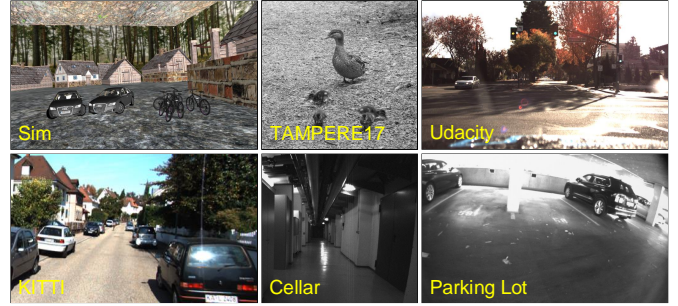 Sim
TAMPERE17
Udacity
KITTI
Cellar
Parking Lot